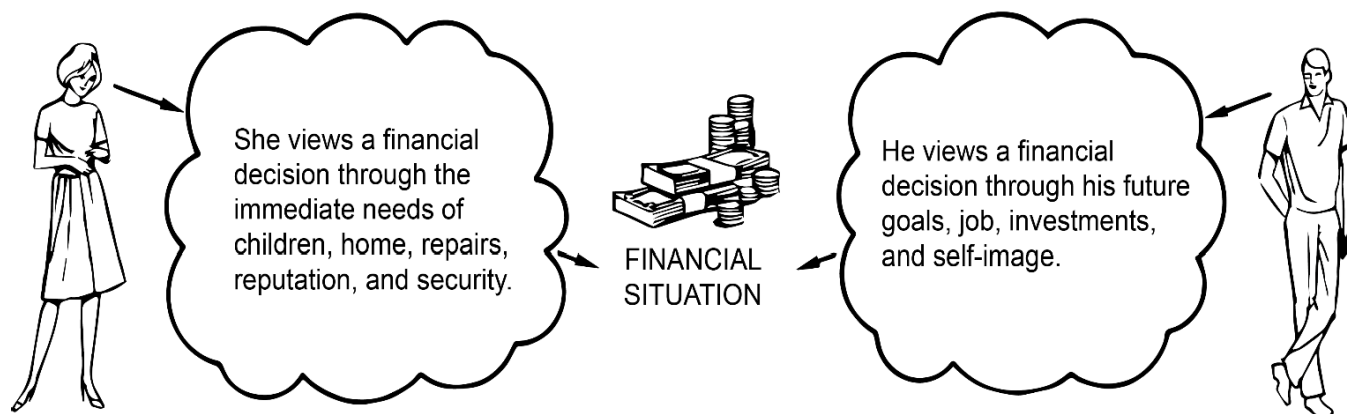 She views a financial
decision through the
immediate needs of
children, home, repairs,
reputation, and security.
FINANCIAL
SITUATION
He views a financial
decision through his future
goals, job, investments,
and self-image.